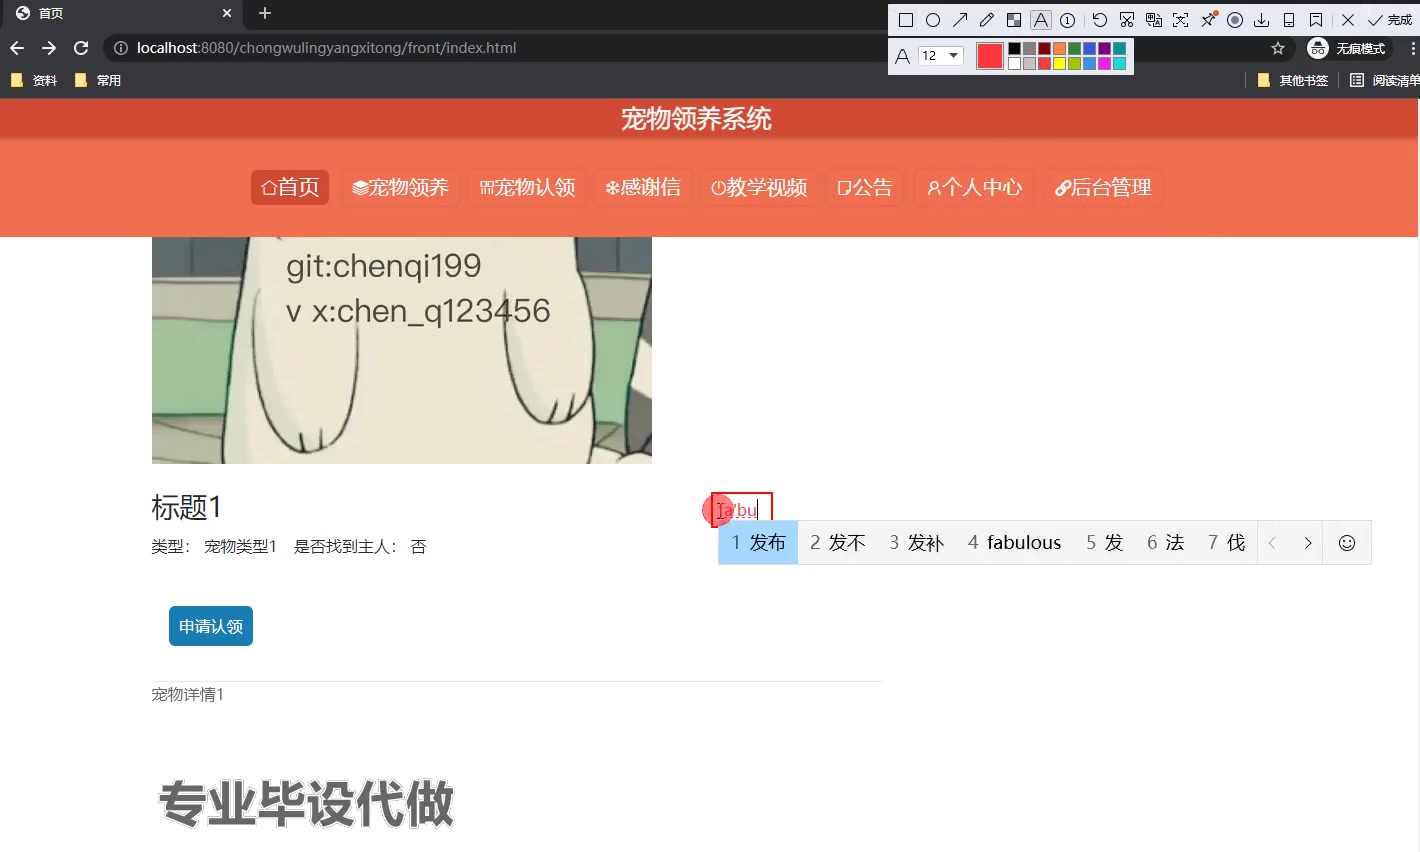 首页
完成
localhost:8080/chongwulingyangxitong/front/index.html
无痕模式
A 12
资料 常用
其他书签 阅读清单
宠物领养系统
首页 宠物领养 宠物认领 感谢信 教学视频 公告 个人中心 后台管理
git:chenqi199
v x:chen_q123456
标题1
fa'bu
类型: 宠物类型1 是否找到主人: 否
1 发布 2 发不 3 发补 4 fabulous 5 发 6 法 7 伐
申请认领
宠物详情1
专业毕设代做